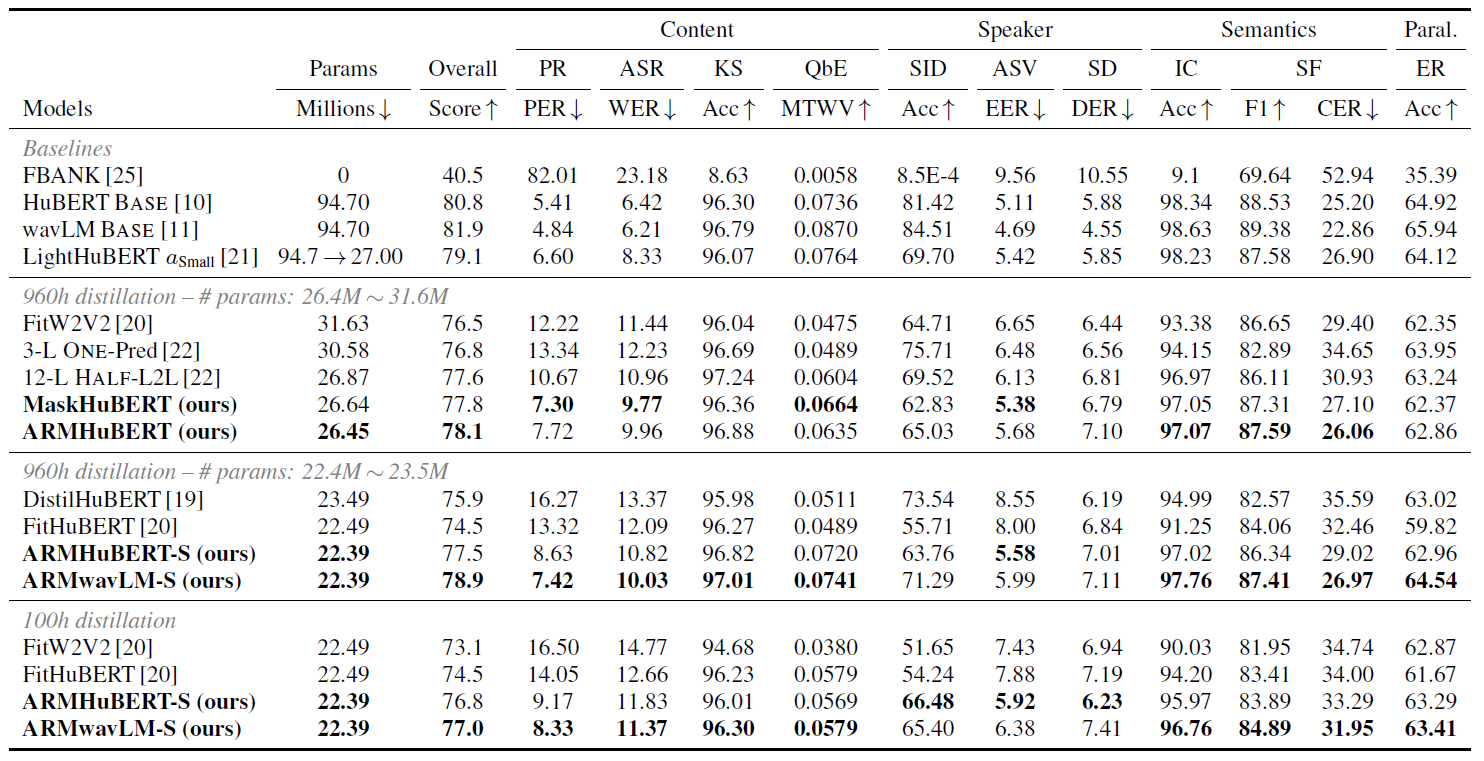 Content Speaker Semantics Paral.
Params Overall PR ASR KS QbE SID ASV SD IC SF ER
Models Millions↓ Score↑ PER↓ WER↓ Acc↑ MTWV↑ Acc↑ EER↓ DER↓ Acc↑ F1↑ CER↓ Acc↑
Baselines
FBANK [25] 0 40.5 82.01 23.18 8.63 0.0058 8.5E-4 9.56 10.55 9.1 69.64 52.94 35.39
HuBERT BASE [10] 94.70 80.8 5.41 6.42 96.30 0.0736 81.42 5.11 5.88 98.34 88.53 25.20 64.92
wavLM BASE [11] 94.70 81.9 4.84 6.21 96.79 0.0870 84.51 4.69 4.55 98.63 89.38 22.86 65.94
LightHuBERT aSmall [21] 94.7 → 27.00 79.1 6.60 8.33 96.07 0.0764 69.70 5.42 5.85 98.23 87.58 26.90 64.12
960h distillation – # params: 26.4M ∼ 31.6M
FitW2V2 [20] 31.63 76.5 12.22 11.44 96.04 0.0475 64.71 6.65 6.44 93.38 86.65 29.40 62.35
3-L ONE-Pred [22] 30.58 76.8 13.34 12.23 96.69 0.0489 75.71 6.48 6.56 94.15 82.89 34.65 63.95
12-L HALF-L2L [22] 26.87 77.6 10.67 10.96 97.24 0.0604 69.52 6.13 6.81 96.97 86.11 30.93 63.24
MaskHuBERT (ours) 26.64 77.8 7.30 9.77 96.36 0.0664 62.83 5.38 6.79 97.05 87.31 27.10 62.37
ARMHuBERT (ours) 26.45 78.1 7.72 9.96 96.88 0.0635 65.03 5.68 7.10 97.07 87.59 26.06 62.86
960h distillation – # params: 22.4M ∼ 23.5M
DistilHuBERT [19] 23.49 75.9 16.27 13.37 95.98 0.0511 73.54 8.55 6.19 94.99 82.57 35.59 63.02
FitHuBERT [20] 22.49 74.5 13.32 12.09 96.27 0.0489 55.71 8.00 6.84 91.25 84.06 32.46 59.82
ARMHuBERT-S (ours) 22.39 77.5 8.63 10.82 96.82 0.0720 63.76 5.58 7.01 97.02 86.34 29.02 62.96
ARMwavLM-S (ours) 22.39 78.9 7.42 10.03 97.01 0.0741 71.29 5.99 7.11 97.76 87.41 26.97 64.54
100h distillation
FitW2V2 [20] 22.49 73.1 16.50 14.77 94.68 0.0380 51.65 7.43 6.94 90.03 81.95 34.74 62.87
FitHuBERT [20] 22.49 74.5 14.05 12.66 96.23 0.0579 54.24 7.88 7.19 94.20 83.41 34.00 61.67
ARMHuBERT-S (ours) 22.39 76.8 9.17 11.83 96.01 0.0569 66.48 5.92 6.23 95.97 83.89 33.29 63.29
ARMwavLM-S (ours) 22.39 77.0 8.33 11.37 96.30 0.0579 65.40 6.38 7.41 96.76 84.89 31.95 63.41